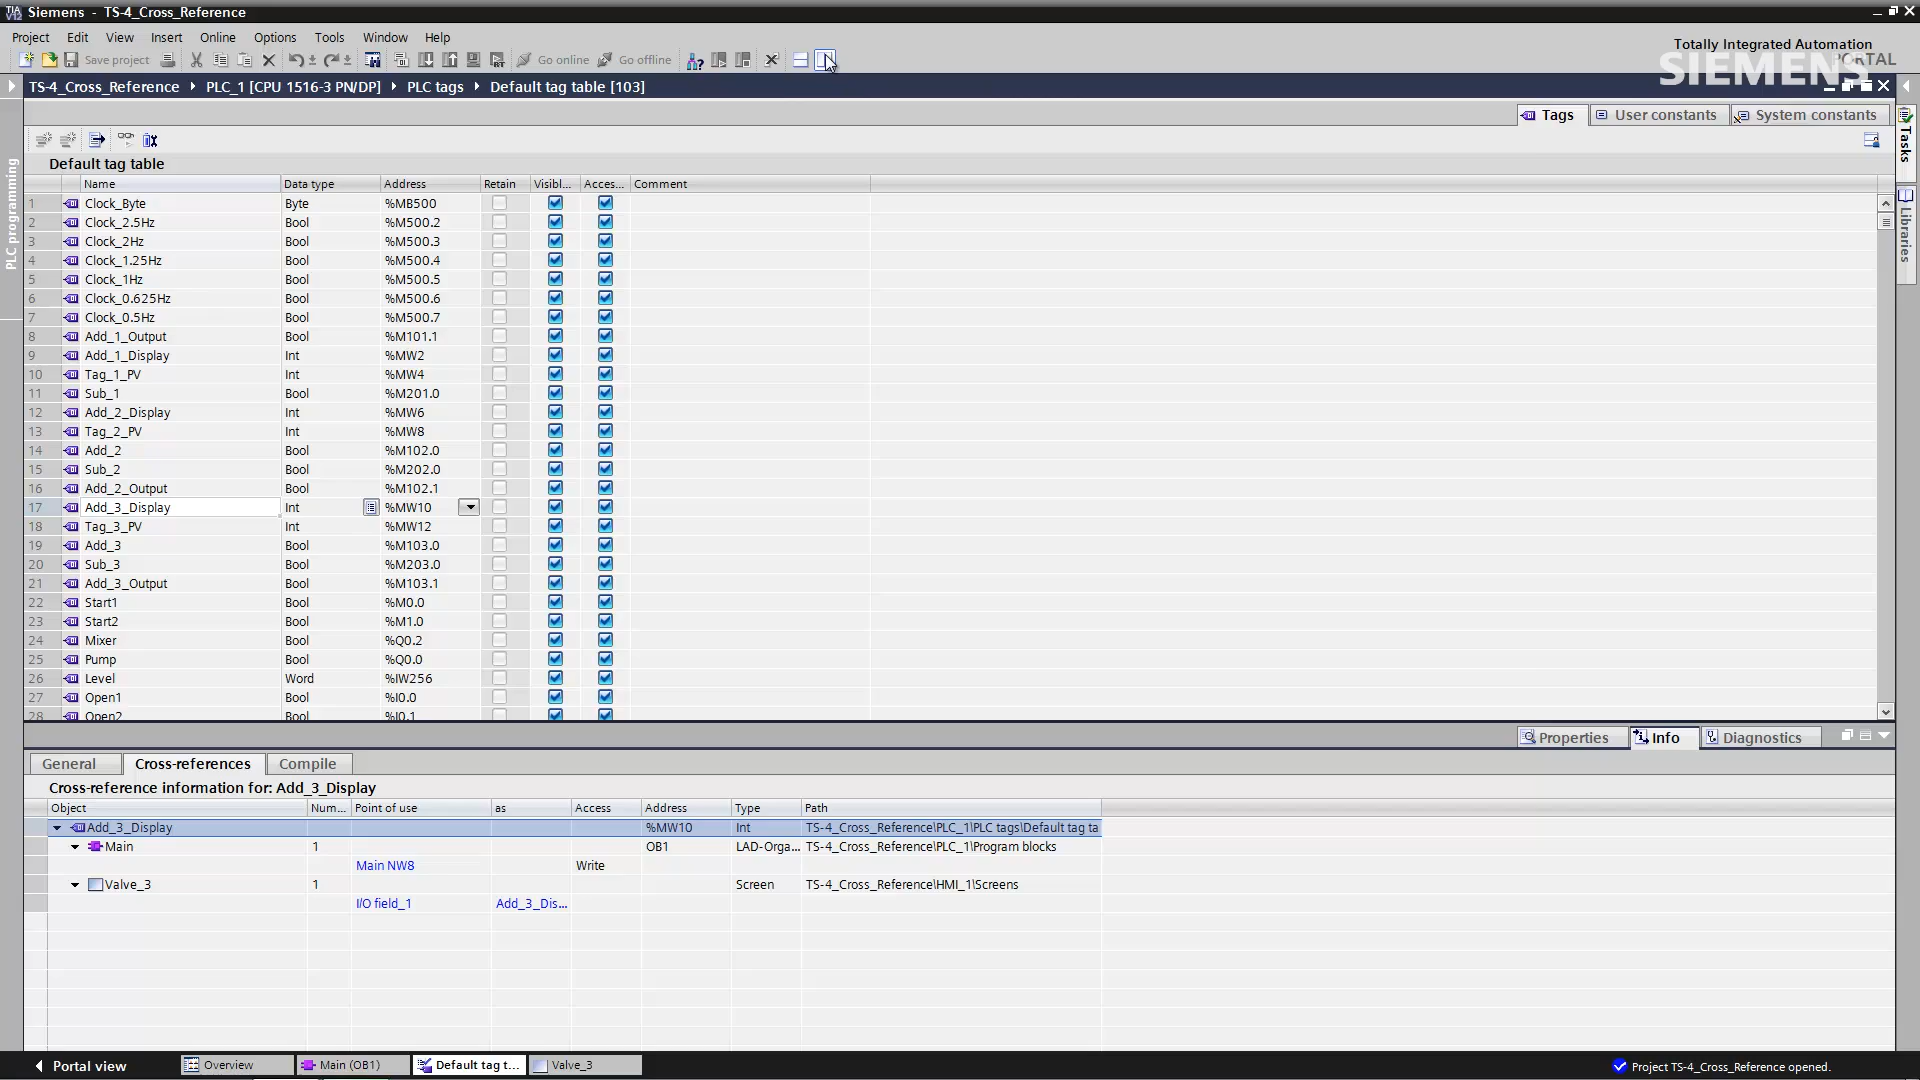 Siemens - TS-4_Cross_Reference
Project Edit View Insert Online Options Tools Window Help
Totally Integrated Automation
PORTAL
SIEMENS
Save project Go online Go offline
TS-4_Cross_Reference PLC_1 [CPU 1516-3 PN/DP] PLC tags Default tag table [103]
Tags User constants System constants
Default tag table
Name Data type Address Retain Visibl... Acces... Comment
1 Clock_Byte Byte %MB500
2 Clock_2.5Hz Bool %M500.2
3 Clock_2Hz Bool %M500.3
4 Clock_1.25Hz Bool %M500.4
5 Clock_1Hz Bool %M500.5
6 Clock_0.625Hz Bool %M500.6
7 Clock_0.5Hz Bool %M500.7
8 Add_1_Output Bool %M101.1
9 Add_1_Display Int %MW2
10 Tag_1_PV Int %MW4
11 Sub_1 Bool %M201.0
12 Add_2_Display Int %MW6
13 Tag_2_PV Int %MW8
14 Add_2 Bool %M102.0
15 Sub_2 Bool %M202.0
16 Add_2_Output Bool %M102.1
17 Add_3_Display Int %MW10
18 Tag_3_PV Int %MW12
19 Add_3 Bool %M103.0
20 Sub_3 Bool %M203.0
21 Add_3_Output Bool %M103.1
22 Start1 Bool %M0.0
23 Start2 Bool %M1.0
24 Mixer Bool %Q0.2
25 Pump Bool %Q0.0
26 Level Word %IW256
27 Open1 Bool %I0.0
28 Open2 Bool %I0.1
PLC programming
Tasks
Libraries
Properties Info Diagnostics
General Cross-references Compile
Cross-reference information for: Add_3_Display
Object Num... Point of use as Access Address Type Path
Add_3_Display %MW10 Int TS-4_Cross_Reference\PLC_1\PLC tags\Default tag ta
Main 1 OB1 LAD-Orga... TS-4_Cross_Reference\PLC_1\Program blocks
Main NW8 Write
Valve_3 1 Screen TS-4_Cross_Reference\HMI_1\Screens
I/O field_1 Add_3_Dis...
Portal view Overview Main (OB1) Default tag t... Valve_3 Project TS-4_Cross_Reference opened.